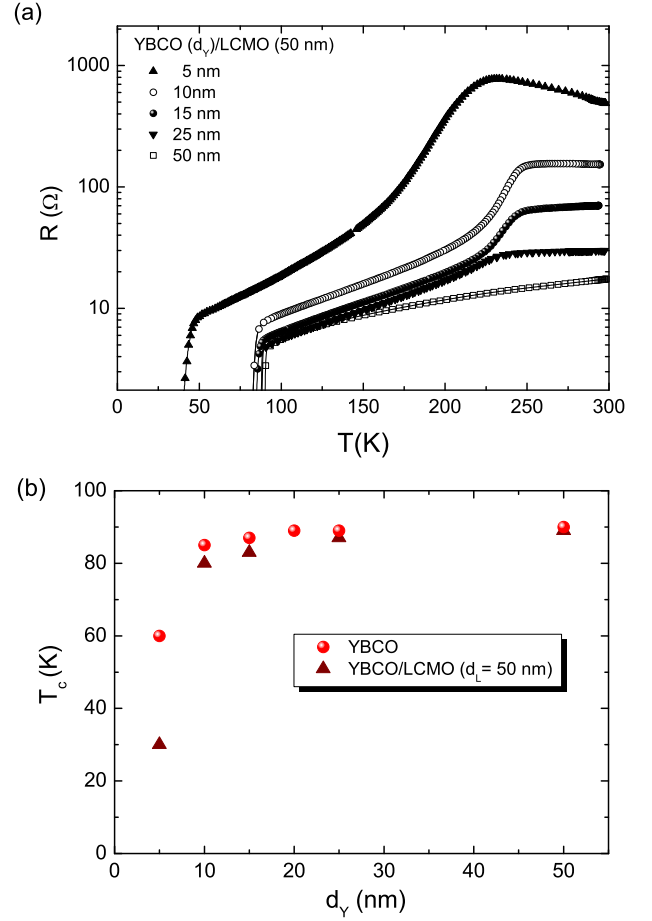 (a)
YBCO (d_Y)/LCMO (50 nm)
5 nm
10nm
15 nm
25 nm
50 nm
1000
100
10
R (Ω)
0 50 100 150 200 250 300
T(K)
(b)
100
80
60
40
20
0
T_c (K)
YBCO
YBCO/LCMO (d_L= 50 nm)
0 10 20 30 40 50
d_Y (nm)